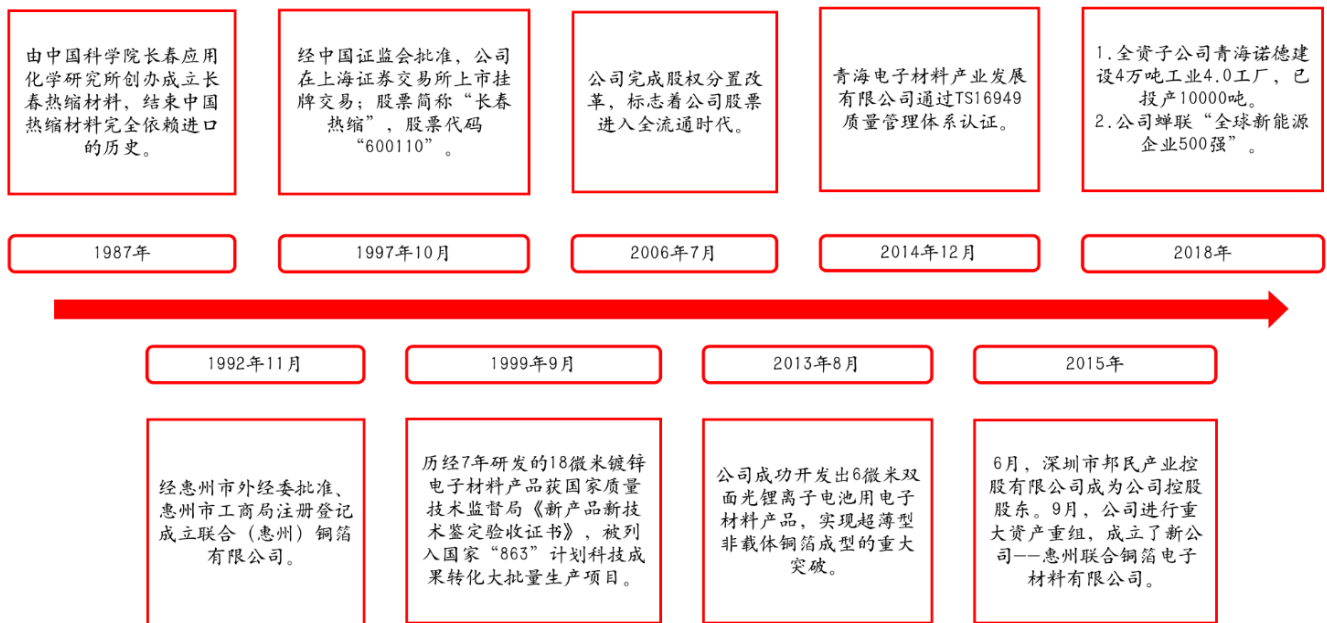 由中国科学院长春应用
化学研究所创办成立长
春热缩材料，结束中国
热缩材料完全依赖进口
的历史。
经中国证监会批准，公司
在上海证券交易所上市挂
牌交易；股票简称“长春
热缩”，股票代码
“600110”。
公司完成股权分置改
革，标志着公司股票
进入全流通时代。
青海电子材料产业发展
有限公司通过TS16949
质量管理体系认证。
1.全资子公司青海诺德建
设4万吨工业4.0工厂，已
投产10000吨。
2.公司蝉联“全球新能源
企业500强”。
1987年
1997年10月
2006年7月
2014年12月
2018年
1992年11月
1999年9月
2013年8月
2015年
经惠州市外经委批准、
惠州市工商局注册登记
成立联合（惠州）铜箔
有限公司。
历经7年研发的18微米镀锌
电子材料产品获国家质量
技术监督局《新产品新技
术鉴定验收证书》，被列
入国家“863”计划科技成
果转化大批量生产项目。
公司成功开发出6微米双
面光锂离子电池用电子
材料产品，实现超薄型
非载体铜箔成型的重大
突破。
6月，深圳市邦民产业控
股有限公司成为公司控股
股东。9月，公司进行重
大资产重组，成立了新公
司——惠州联合铜箔电子
材料有限公司。